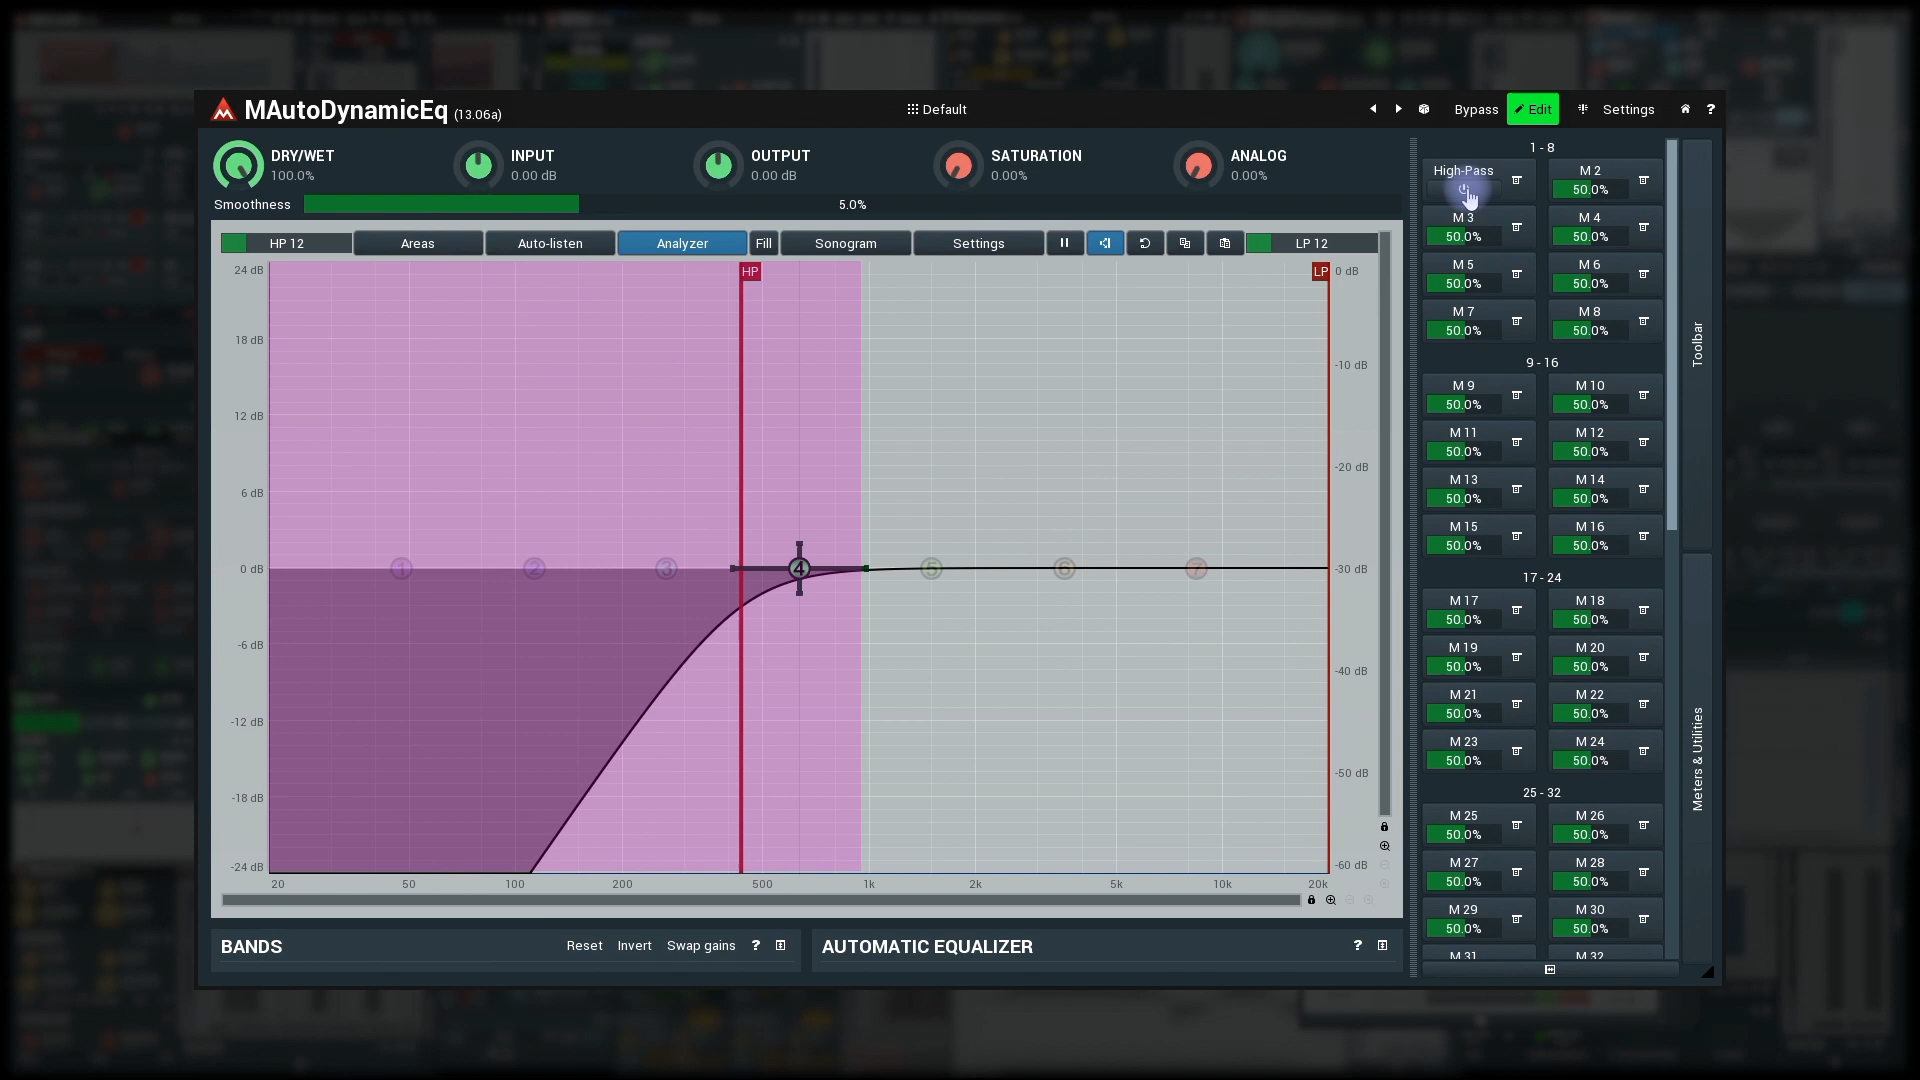 MAutoDynamicEq (13.06a)
Default
Bypass
Edit
Settings
?
DRY/WET
100.0%
INPUT
0.00 dB
OUTPUT
0.00 dB
SATURATION
0.00%
ANALOG
0.00%
Smoothness
5.0%
HP 12
Areas
Auto-listen
Analyzer
Fill
Sonogram
Settings
LP 12
24 dB
18 dB
12 dB
6 dB
0 dB
-6 dB
-12 dB
-18 dB
-24 dB
HP
LP
1
2
3
4
5
6
7
0 dB
-10 dB
-20 dB
-30 dB
-40 dB
-50 dB
-60 dB
20
50
100
200
500
1k
2k
5k
10k
20k
BANDS
Reset
Invert
Swap gains
?
AUTOMATIC EQUALIZER
?
1 - 8
High-Pass
M 2
50.0%
M 3
50.0%
M 4
50.0%
M 5
50.0%
M 6
50.0%
M 7
50.0%
M 8
50.0%
9 - 16
M 9
50.0%
M 10
50.0%
M 11
50.0%
M 12
50.0%
M 13
50.0%
M 14
50.0%
M 15
50.0%
M 16
50.0%
17 - 24
M 17
50.0%
M 18
50.0%
M 19
50.0%
M 20
50.0%
M 21
50.0%
M 22
50.0%
M 23
50.0%
M 24
50.0%
25 - 32
M 25
50.0%
M 26
50.0%
M 27
50.0%
M 28
50.0%
M 29
50.0%
M 30
50.0%
M 31
M 32
Toolbar
Meters & Utilities